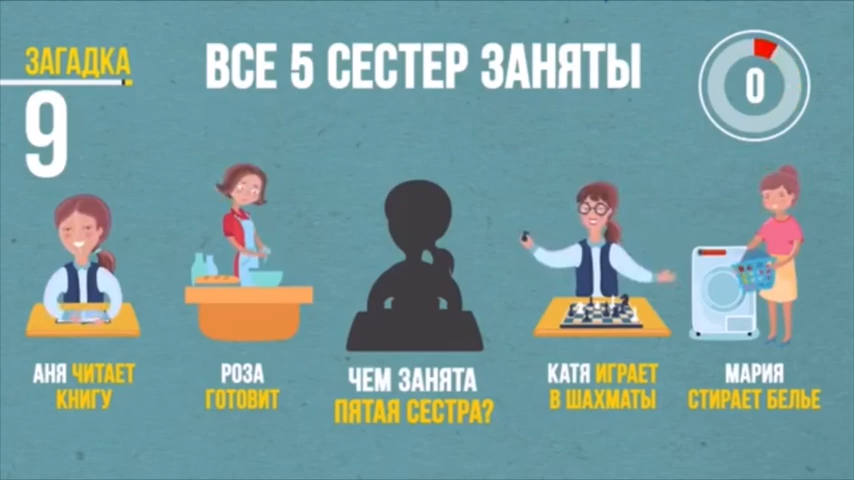 ЗАГАДКА
9
ВСЕ 5 СЕСТЕР ЗАНЯТЫ
0
АНЯ ЧИТАЕТ
КНИГУ
РОЗА
ГОТОВИТ
ЧЕМ ЗАНЯТА
ПЯТАЯ СЕСТРА?
КАТЯ ИГРАЕТ
В ШАХМАТЫ
МАРИЯ
СТИРАЕТ БЕЛЬЕ